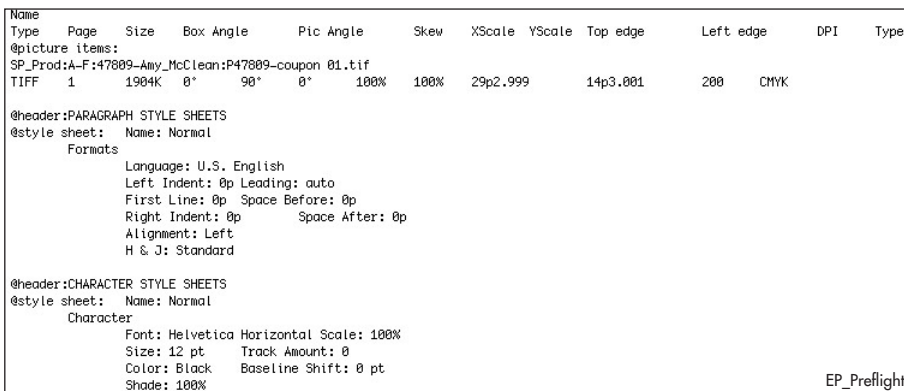 Name
Type Page Size Box Angle Pic Angle Skew XScale YScale Top edge Left edge DPI Type
@picture items:
SP_Prod:A-F:47809-Amy_McClean:P47809-coupon 01.tif
TIFF 1 1904K 0° 90° 0° 100% 100% 29p2.999 14p3.001 200 CMYK
@header:PARAGRAPH STYLE SHEETS
@style sheet: Name: Normal
Formats
Language: U.S. English
Left Indent: 0p Leading: auto
First Line: 0p Space Before: 0p
Right Indent: 0p Space After: 0p
Alignment: Left
H & J: Standard
@header:CHARACTER STYLE SHEETS
@style sheet: Name: Normal
Character
Font: Helvetica Horizontal Scale: 100%
Size: 12 pt Track Amount: 0
Color: Black Baseline Shift: 0 pt
Shade: 100%
EP_Preflight